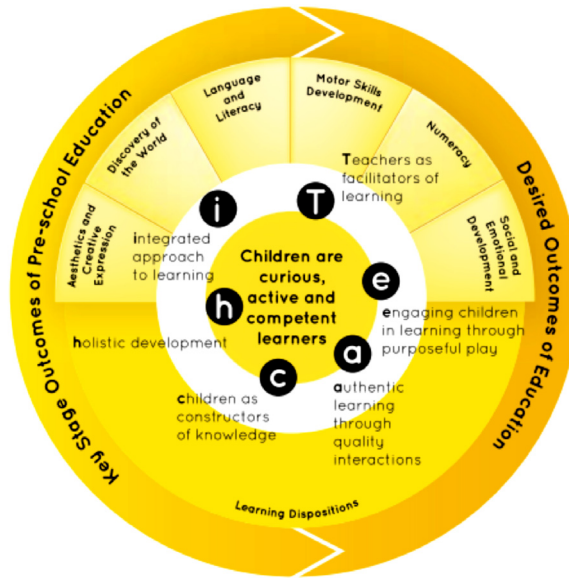 Key Stage Outcomes of Pre-school Education
Desired Outcomes of Education
Aesthetics and
Creative
Expression
Discovery of
the World
Language
and
Literacy
Motor Skills
Development
Numeracy
Social and
Emotional
Development
i
T
e
a
c
h
integrated
approach
to learning
Teachers as
facilitators of
learning
Children are
curious,
active and
competent
learners
engaging children
in learning through
purposeful play
holistic development
children as
constructors
of knowledge
authentic
learning
through
quality
interactions
Learning Dispositions